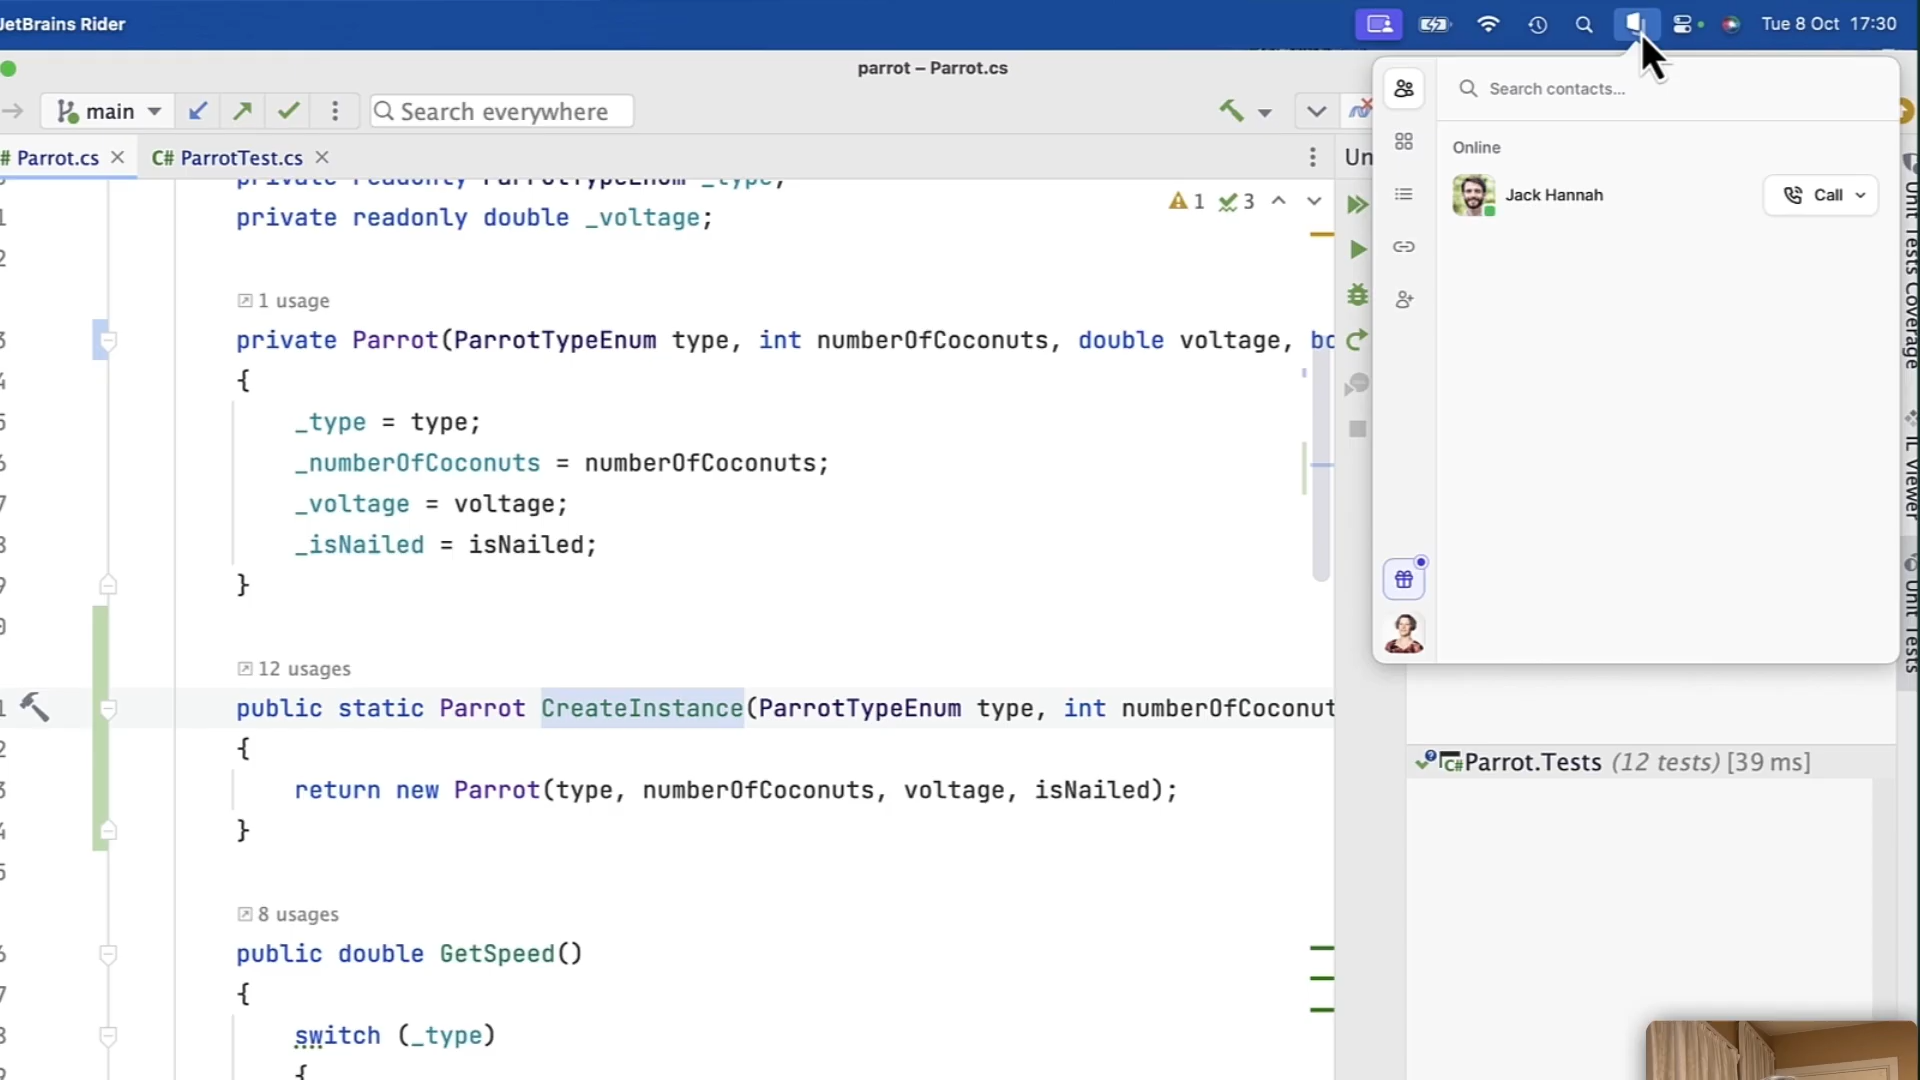 JetBrains Rider
Tue 8 Oct 17:30
parrot – Parrot.cs
main
Search everywhere
Parrot.cs
C# ParrotTest.cs
Un
private readonly ParrotTypeEnum _type;
1 3
private readonly double _voltage;
1 usage
private Parrot(ParrotTypeEnum type, int numberOfCoconuts, double voltage, bo
{
_type = type;
_numberOfCoconuts = numberOfCoconuts;
_voltage = voltage;
_isNailed = isNailed;
}
12 usages
public static Parrot CreateInstance(ParrotTypeEnum type, int numberOfCoconut
{
return new Parrot(type, numberOfCoconuts, voltage, isNailed);
}
8 usages
public double GetSpeed()
{
switch (_type)
{
Search contacts...
Online
Jack Hannah
Call
C# Parrot.Tests (12 tests) [39 ms]
Unit Tests Coverage
IL Viewer
Unit Tests